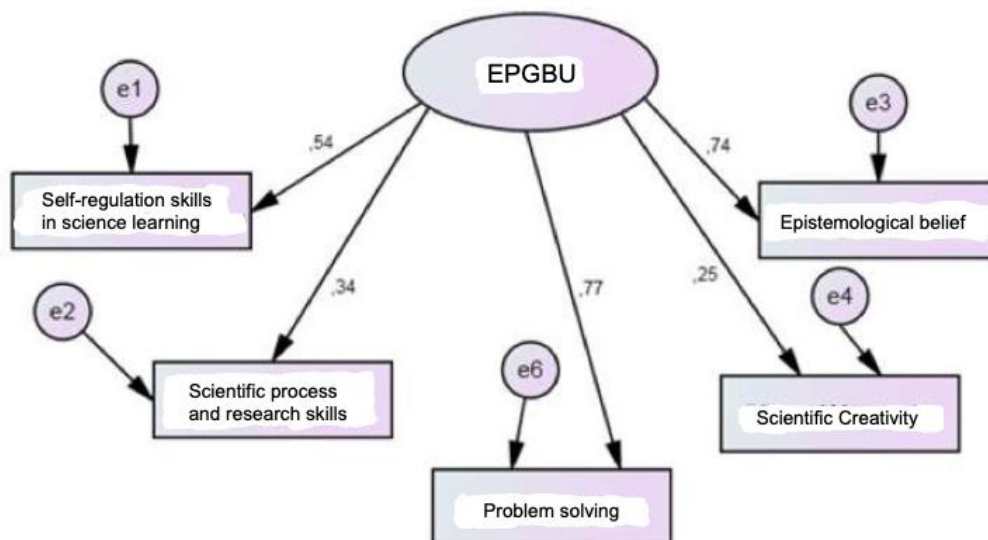 EPGBU
e1
e3
,54
,74
Self-regulation skills
in science learning
Epistemological belief
,34
,77
,25
e2
e4
e6
Scientific process
and research skills
Scientific Creativity
Problem solving